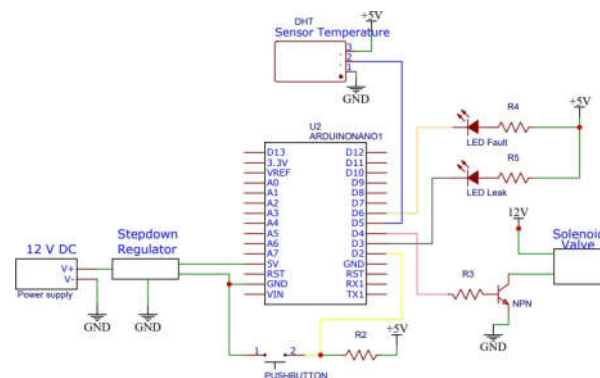 +5V
DHT
Sensor Temperature
3
2
1
GND
U2
ARDUINONANO1
D13
3.3V
VREF
A0
A1
A2
A3
A4
A5
A6
A7
5V
RST
GND
VIN
D12
D11
D10
D9
D8
D7
D6
D5
D4
D3
D2
GND
RST
RX1
TX1
R4
+5V
LED Fault
R5
LED Leak
12V
Solenoid
Valve
R3
NPN
GND
12 V DC
V+
V-
Power supply
GND
Stepdown
Regulator
GND
1
2
PUSHBUTTON
R2
+5V